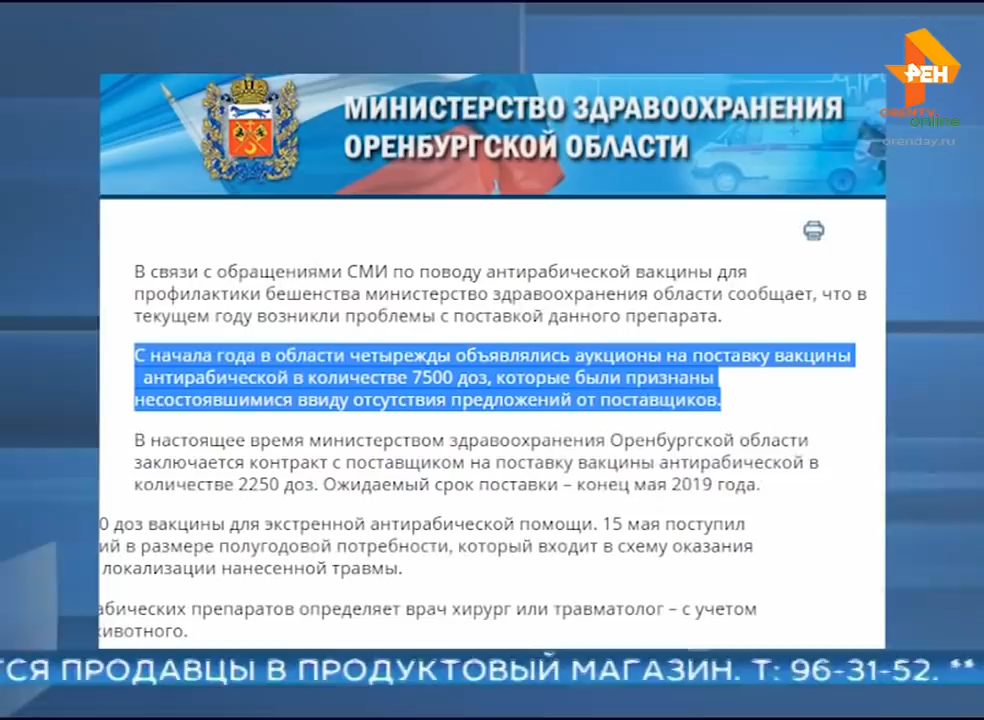 РЕН
ORENTV.
online
orenday.ru
МИНИСТЕРСТВО ЗДРАВООХРАНЕНИЯ
ОРЕНБУРГСКОЙ ОБЛАСТИ
В связи с обращениями СМИ по поводу антирабической вакцины для
профилактики бешенства министерство здравоохранения области сообщает, что в
текущем году возникли проблемы с поставкой данного препарата.
С начала года в области четырежды объявлялись аукционы на поставку вакцины
антирабической в количестве 7500 доз, которые были признаны
несостоявшимися ввиду отсутствия предложений от поставщиков.
В настоящее время министерством здравоохранения Оренбургской области
заключается контракт с поставщиком на поставку вакцины антирабической в
количестве 2250 доз. Ожидаемый срок поставки – конец мая 2019 года.
0 доз вакцины для экстренной антирабической помощи. 15 мая поступил
ий в размере полугодовой потребности, который входит в схему оказания
локализации нанесенной травмы.
абических препаратов определяет врач хирург или травматолог – с учетом
животного.
ТСЯ ПРОДАВЦЫ В ПРОДУКТОВЫЙ МАГАЗИН. Т: 96-31-52. **